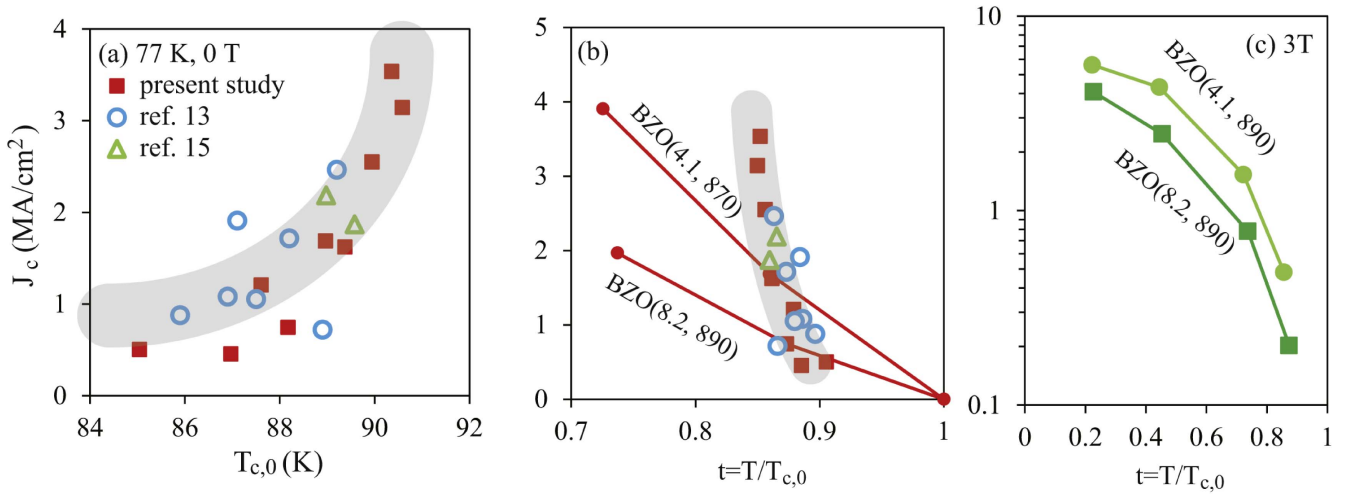 (a) 77 K, 0 T
present study
ref. 13
ref. 15
J c (MA/cm2)
4
3
2
1
0
84 86 88 90 92
Tc,0 (K)
(b)
BZO(4.1, 870)
BZO(8.2, 890)
5
4
3
2
1
0
0.7 0.8 0.9 1
t=T/Tc,0
(c) 3T
BZO(4.1, 890)
BZO(8.2, 890)
10
1
0.1
0 0.2 0.4 0.6 0.8 1
t=T/Tc,0